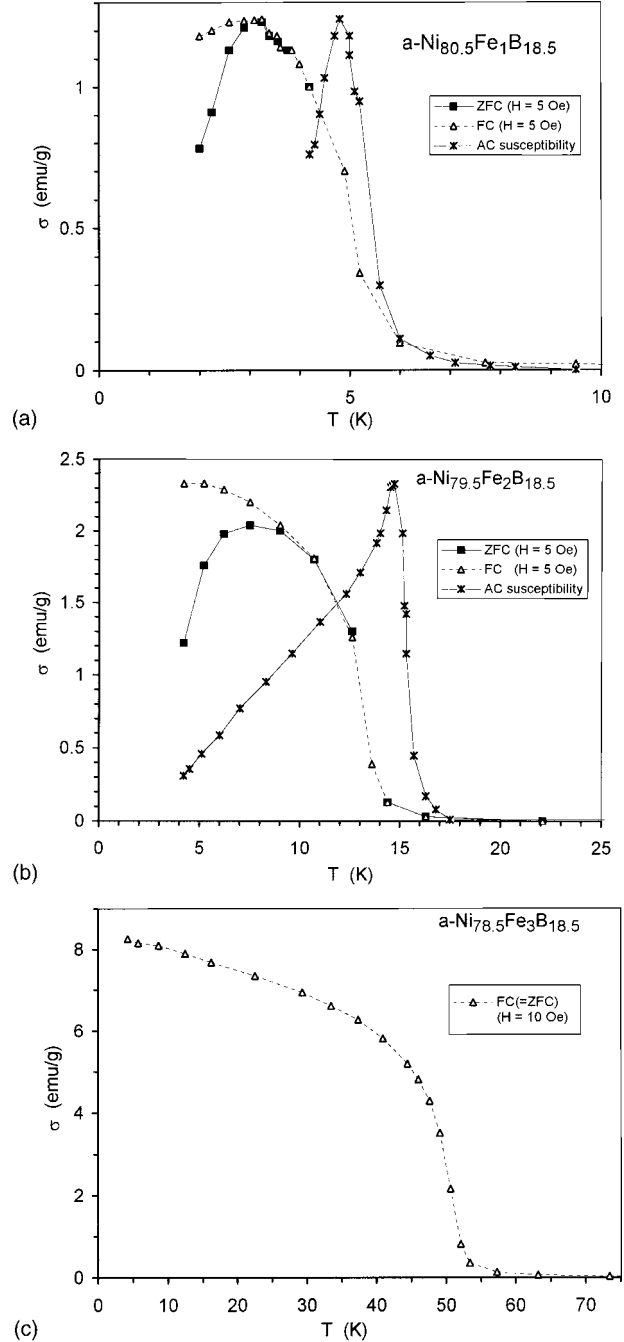 a-Ni80.5Fe1B18.5
ZFC (H = 5 Oe)
FC (H = 5 Oe)
AC susceptibility
σ (emu/g)
1
0.5
0
0
5
10
T (K)
(a)
a-Ni79.5Fe2B18.5
2.5
2
1.5
1
0.5
0
ZFC (H = 5 Oe)
FC (H = 5 Oe)
AC susceptibility
σ (emu/g)
0
5
10
15
20
25
T (K)
(b)
a-Ni78.5Fe3B18.5
8
6
4
2
0
FC(=ZFC)
(H = 10 Oe)
σ (emu/g)
0
10
20
30
40
50
60
70
T (K)
(c)